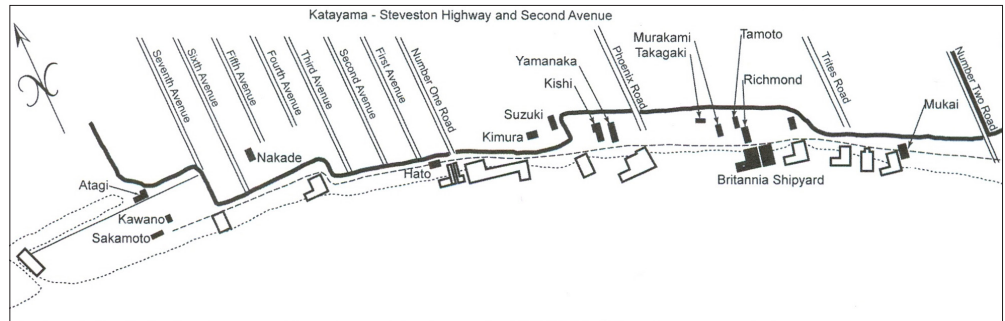 Katayama - Steveston Highway and Second Avenue
N
Seventh Avenue
Sixth Avenue
Fifth Avenue
Fourth Avenue
Third Avenue
Second Avenue
First Avenue
Number One Road
Phoenix Road
Trites Road
Number Two Road
Murakami
Takagaki
Tamoto
Yamanaka
Kishi
Richmond
Suzuki
Kimura
Mukai
Nakade
Hato
Britannia Shipyard
Atagi
Kawano
Sakamoto